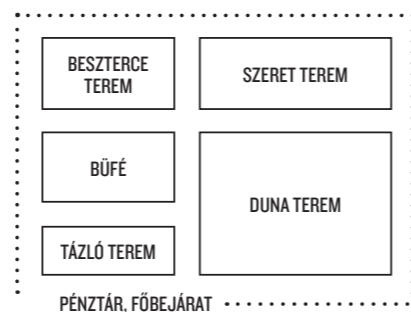 BESZTERCE
TEREM
SZERET TEREM
BÜFÉ
DUNA TEREM
TÁZLÓ TEREM
PÉNZTÁR, FŐBEJÁRAT